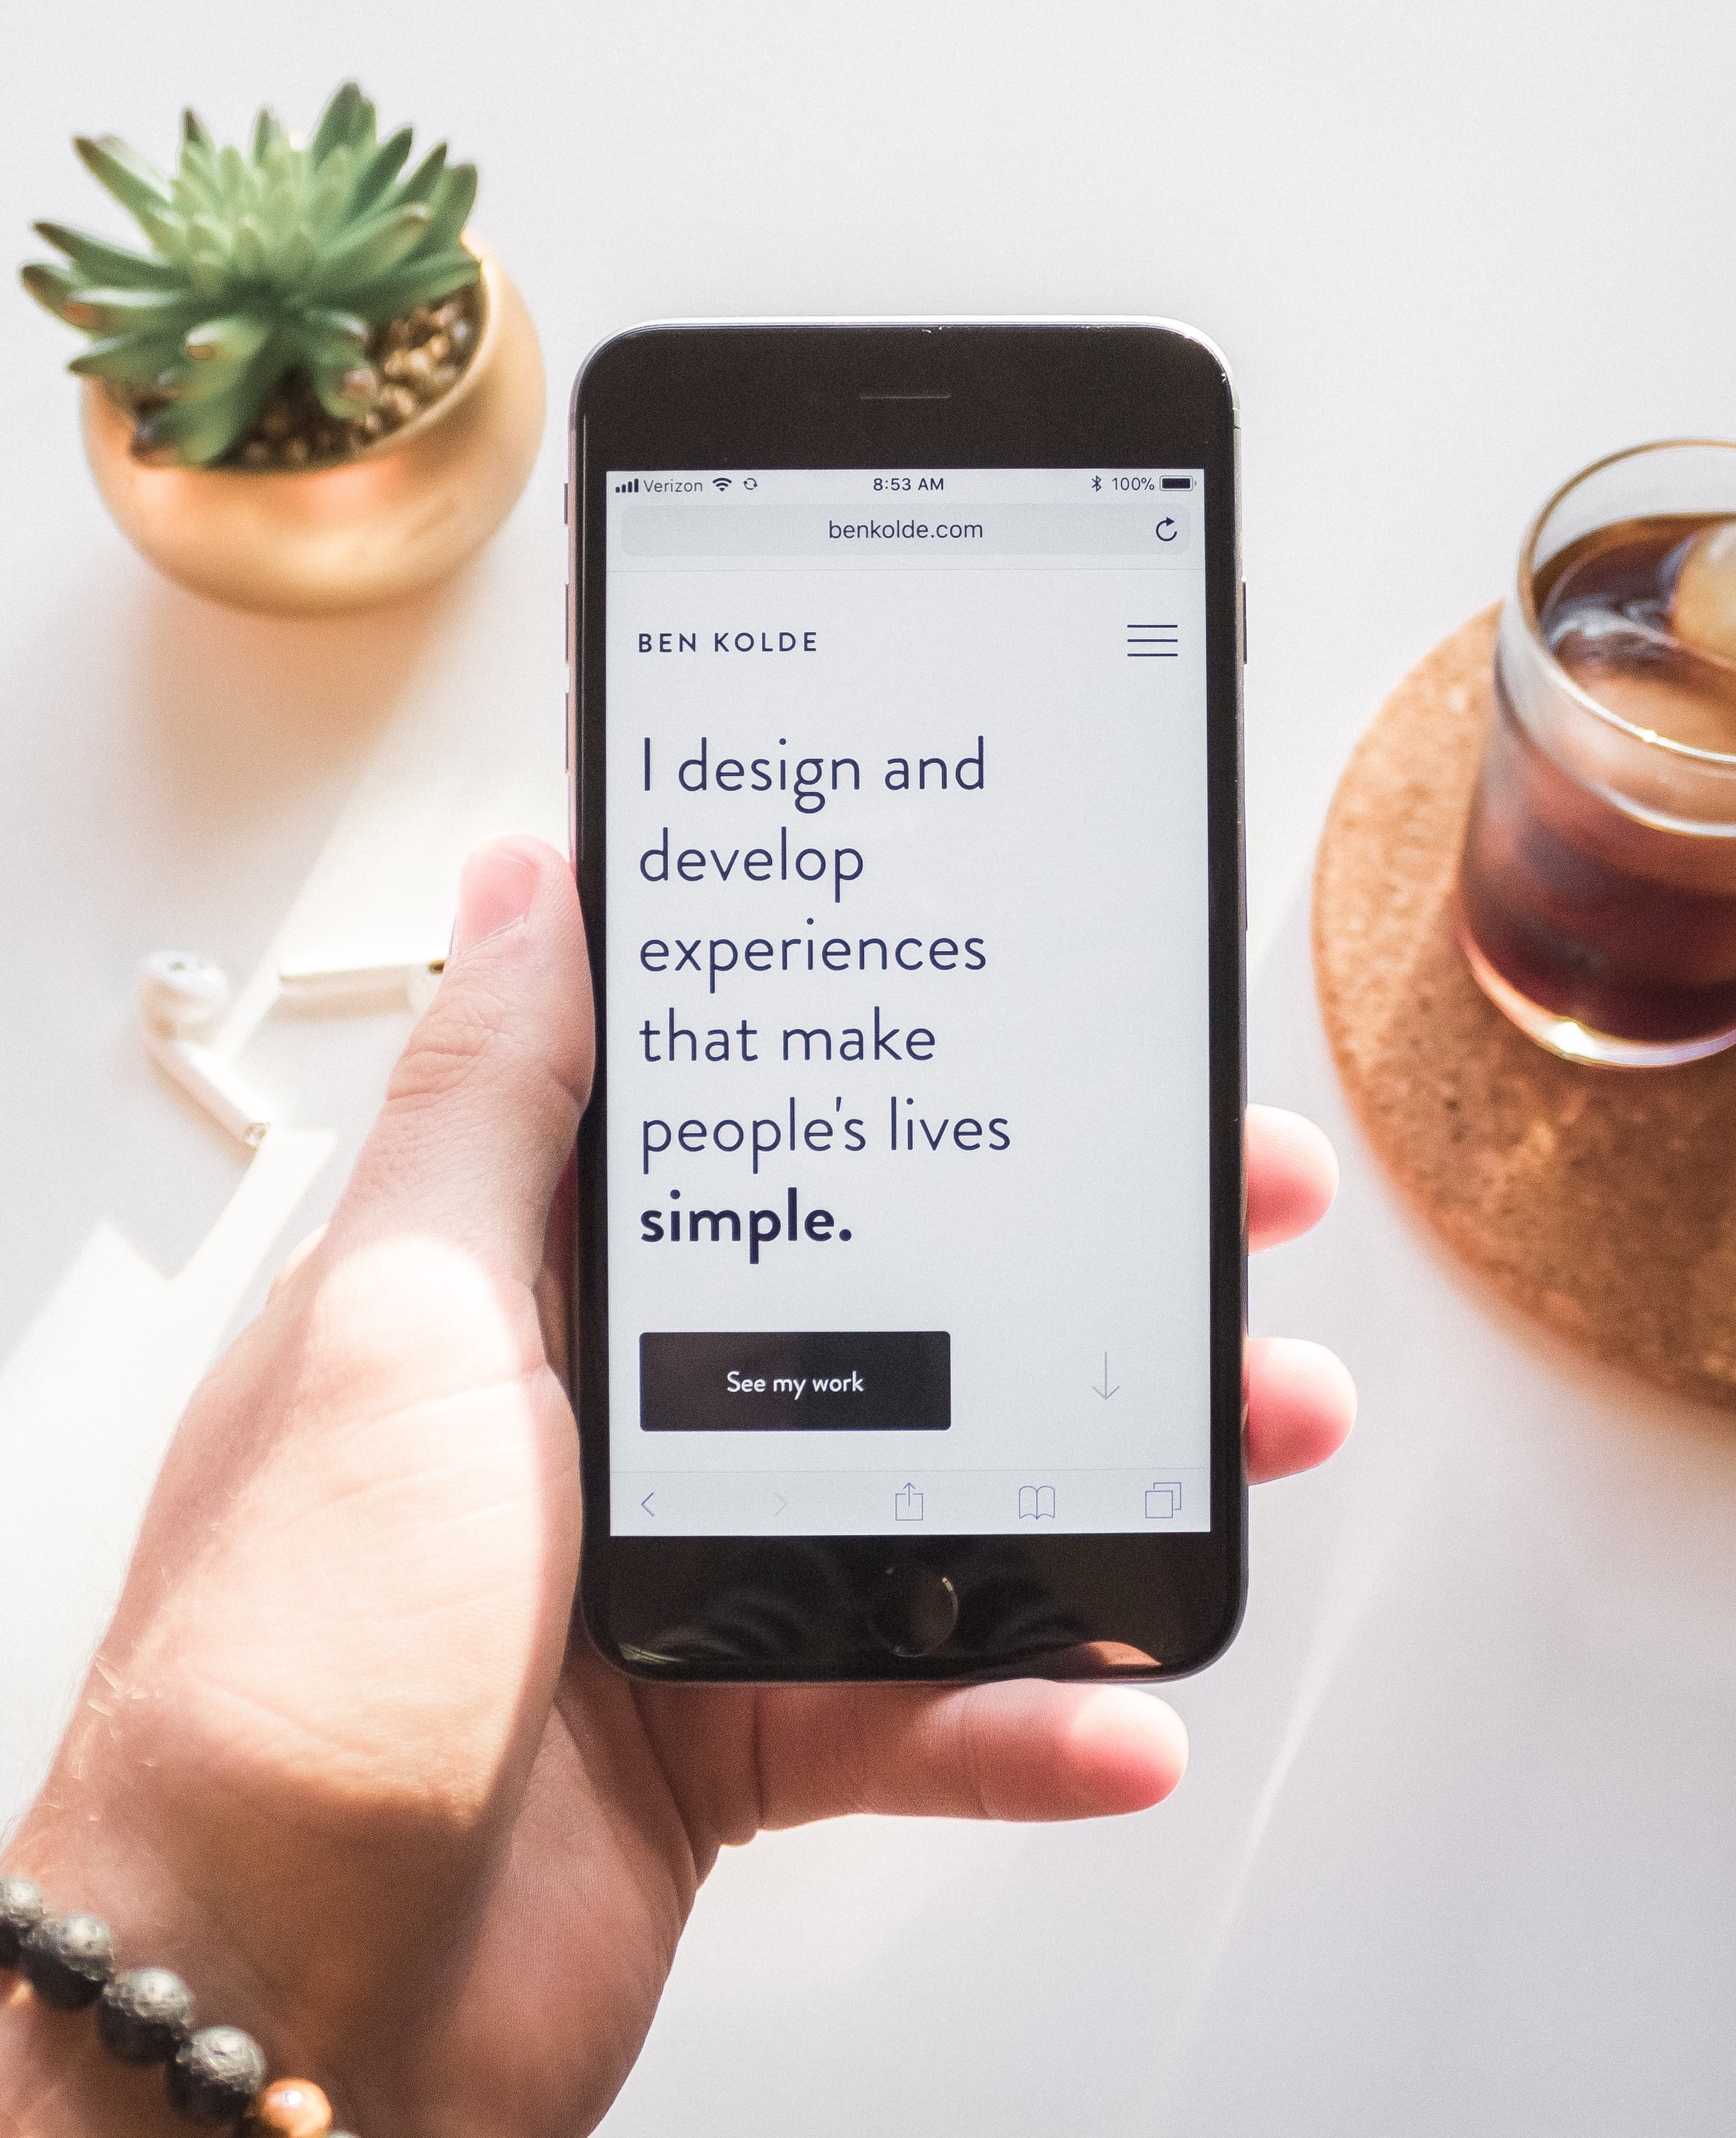 Verizon 8:53 AM 100%
benkolde.com
BEN KOLDE
I design and
develop
experiences
that make
people's lives
simple.
See my work